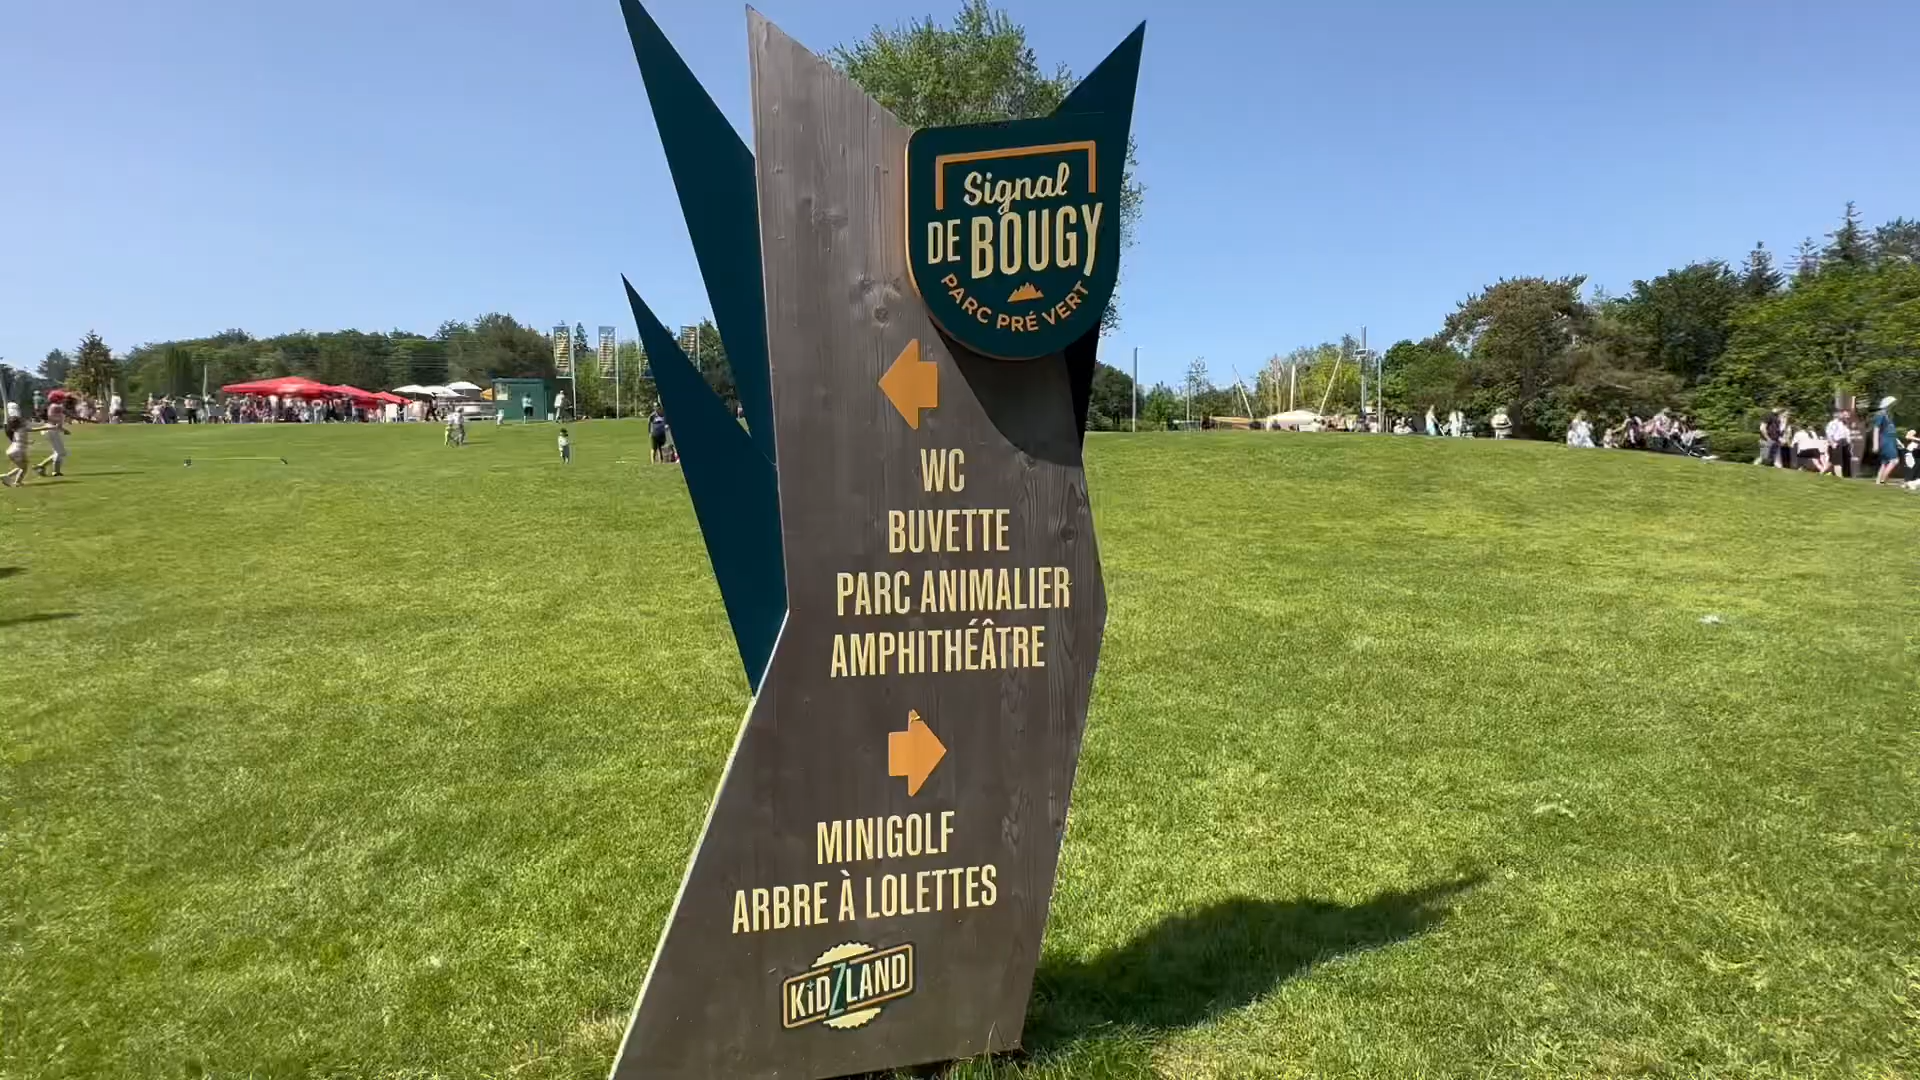 Signal
DE BOUGY
PARC PRÉ VERT
WC
BUVETTE
PARC ANIMALIER
AMPHITHÉÂTRE
MINIGOLF
ARBRE À LOLETTES
KiDZLAND